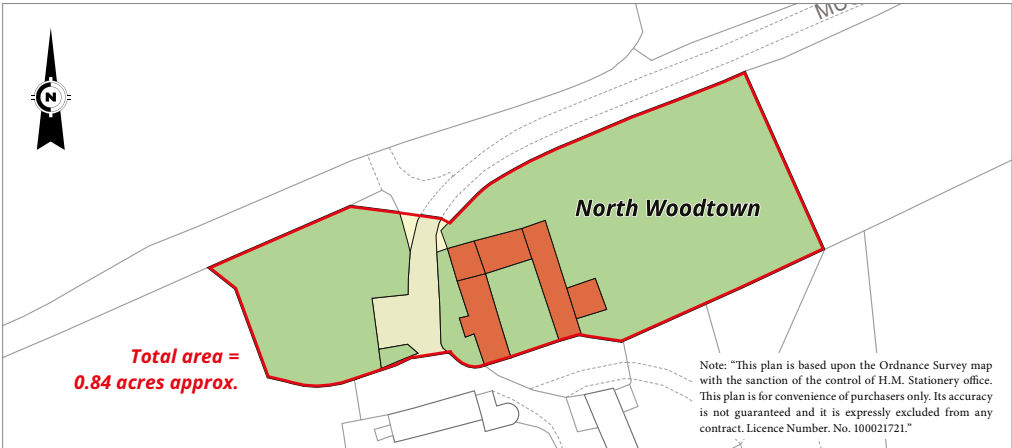 N
North Woodtown
Total area =
0.84 acres approx.
Note: “This plan is based upon the Ordnance Survey map
with the sanction of the control of H.M. Stationery office.
This plan is for convenience of purchasers only. Its accuracy
is not guaranteed and it is expressly excluded from any
contract. Licence Number. No. 100021721.”